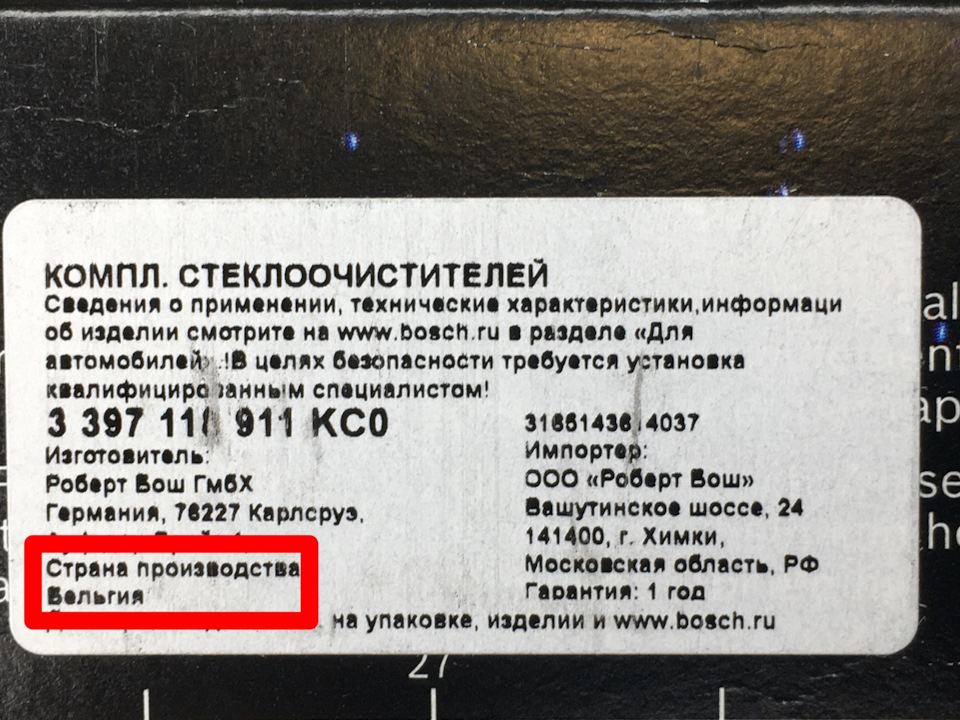 КОМПЛ. СТЕКЛООЧИСТИТЕЛЕЙ
Сведения о применении, технические характеристики,информаци
об изделии смотрите на www.bosch.ru в разделе «Для
автомобилей» !В целях безопасности требуется установка
квалифицированным специалистом!
3 397 118 911 KC0
Изготовитель:
Роберт Бош ГмбХ
Германия, 76227 Карлсруэ,
Страна производства
Бельгия
Импортер:
ООО «Роберт Бош»
Вашутинское шоссе, 24
141400, г. Химки,
Московская область, РФ
Гарантия: 1 год
на упаковке, изделии и www.bosch.ru
27